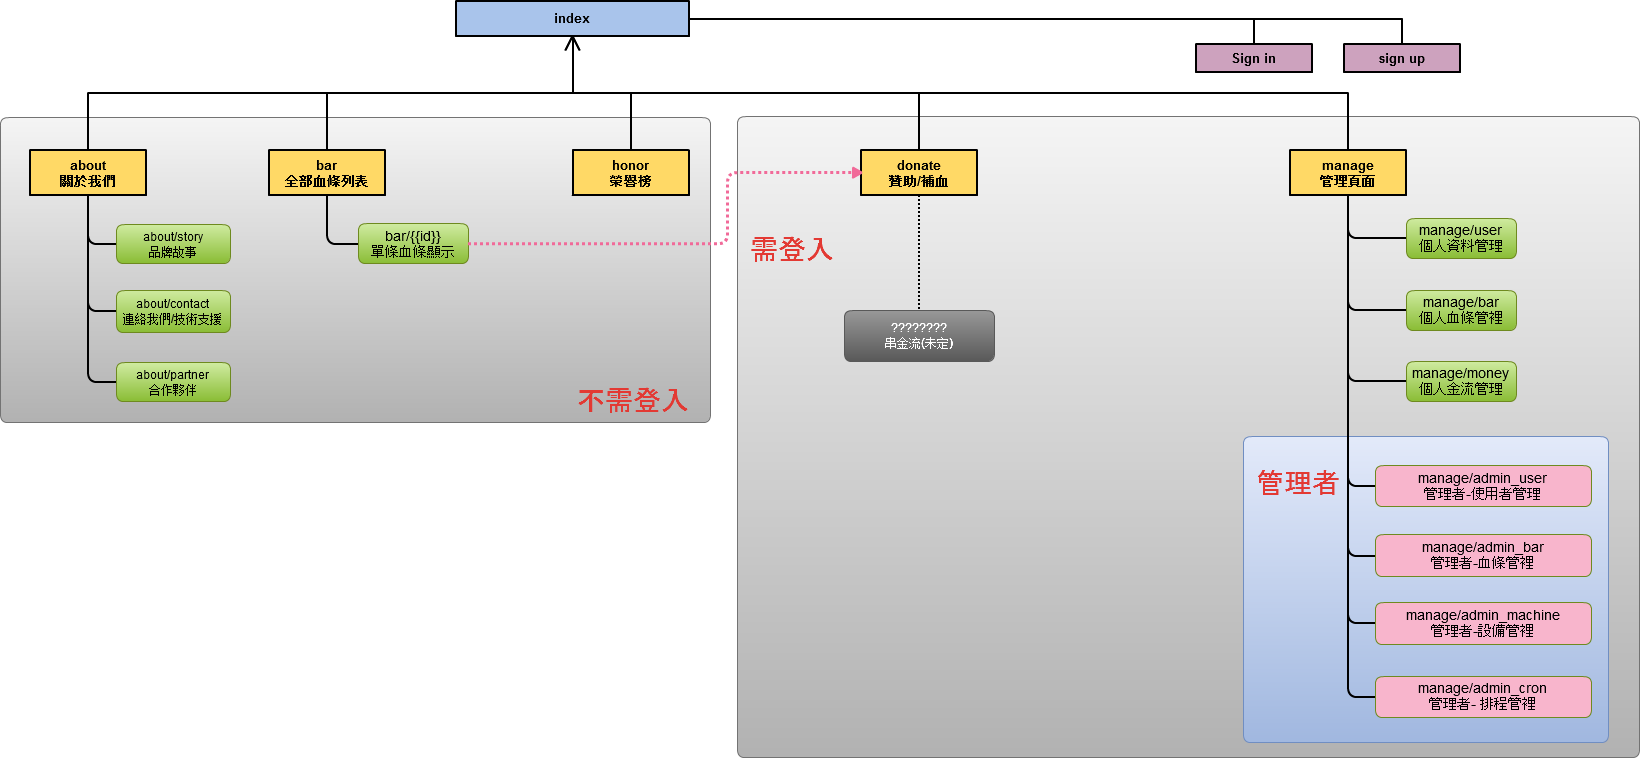 index
Sign in
sign up
about
關於我們
bar
全部血條列表
honor
榮譽榜
donate
贊助/補血
manage
管理頁面
about/story
品牌故事
about/contact
連絡我們/技術支援
about/partner
合作夥伴
bar/{{id}}
單條血條顯示
不需登入
需登入
????????
串金流(未定)
manage/user
個人資料管理
manage/bar
個人血條管裡
manage/money
個人金流管理
管理者
manage/admin_user
管理者-使用者管理
manage/admin_bar
管理者-血條管裡
manage/admin_machine
管理者-設備管裡
manage/admin_cron
管理者- 排程管裡